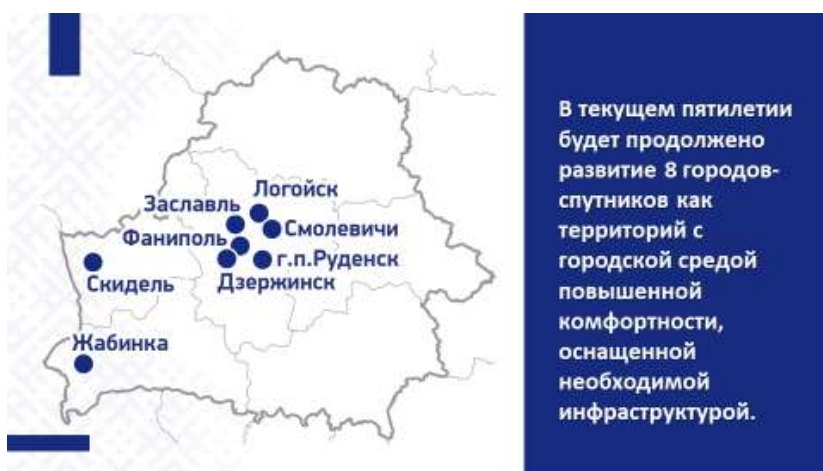 Логойск
Заславль
Смолевичи
Фаниполь
г.п.Руденск
Дзержинск
Скидель
Жабинка
В текущем пятилетии
будет продолжено
развитие 8 городов-
спутников как
территорий с
городской средой
повышенной
комфортности,
оснащенной
необходимой
инфраструктурой.